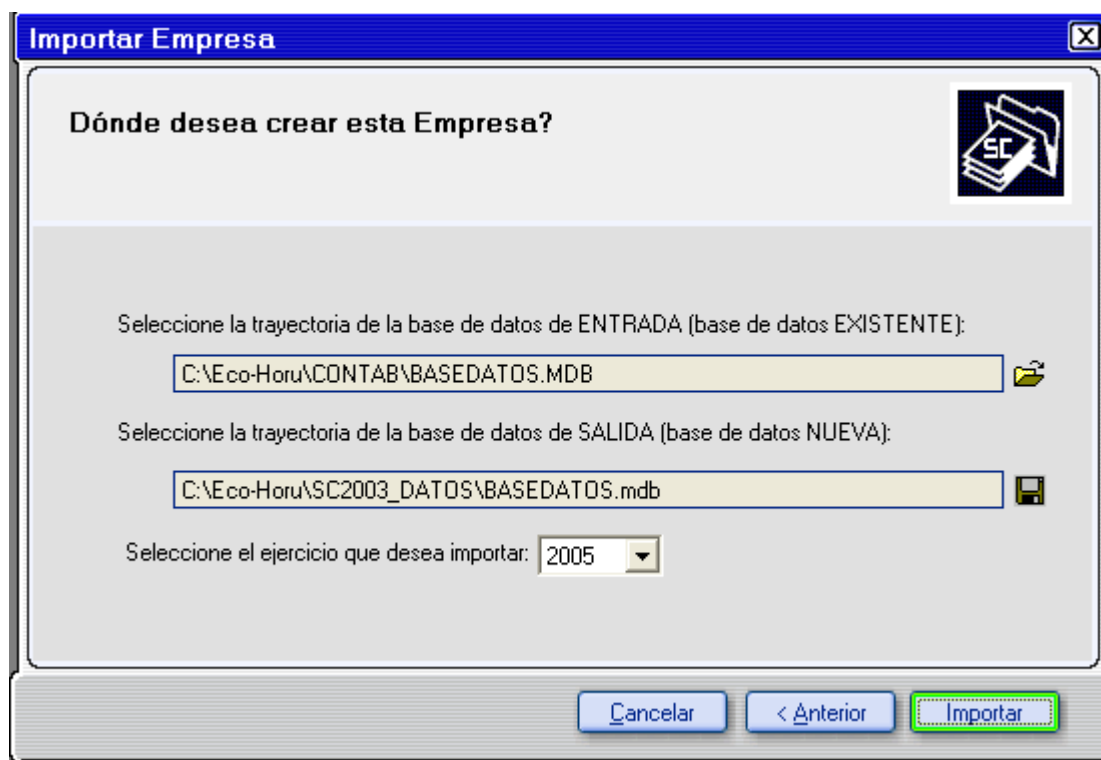 Importar Empresa
Dónde desea crear esta Empresa?
SC
Seleccione la trayectoria de la base de datos de ENTRADA (base de datos EXISTENTE):
C:\Eco-Horu\CONTAB\BASEDATOS.MDB
Seleccione la trayectoria de la base de datos de SALIDA (base de datos NUEVA):
C:\Eco-Horu\SC2003_DATOS\BASEDATOS.mdb
Seleccione el ejercicio que desea importar: 2005
Cancelar < Anterior Importar